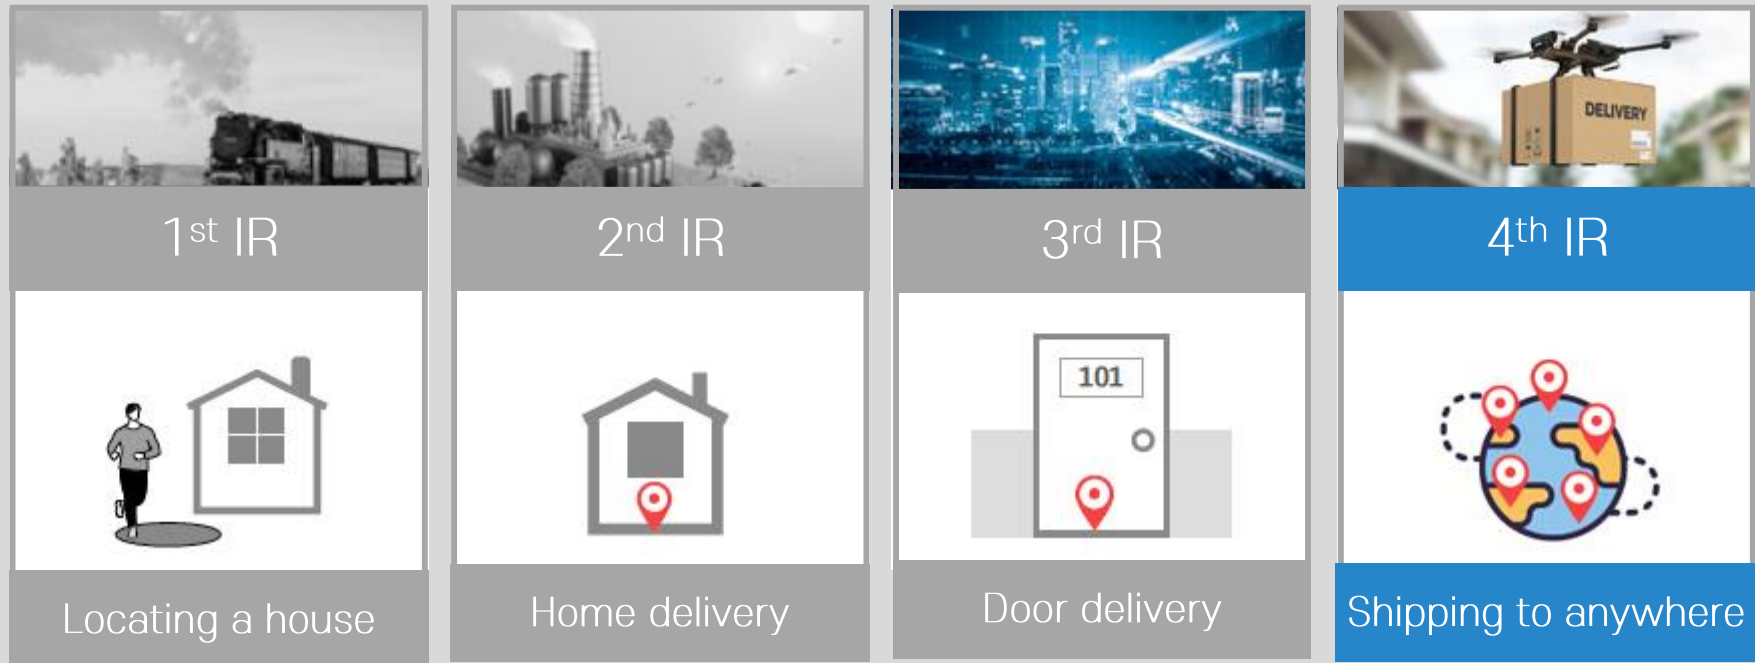 DELIVERY
1st IR
2nd IR
3rd IR
4th IR
101
Locating a house
Home delivery
Door delivery
Shipping to anywhere